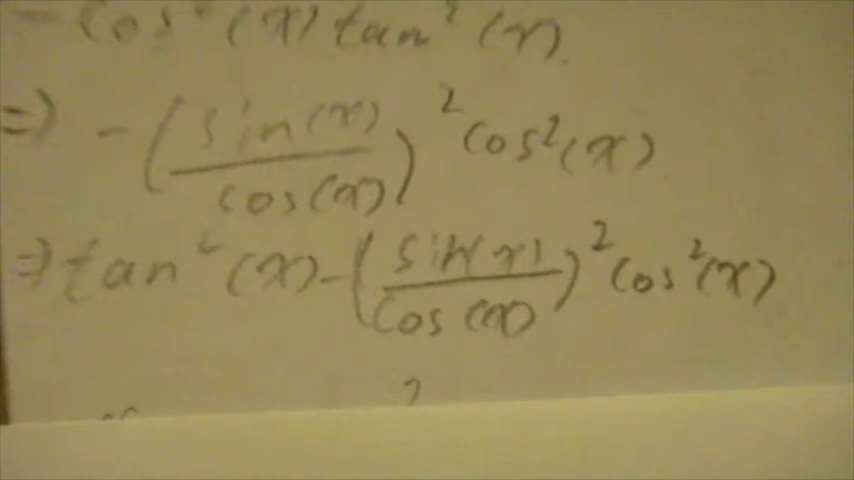 - cos²(x) tan²(x)
=> - (sin(x)/cos(x))² cos²(x)
=> tan²(x) - (sin(x)/cos(x))² cos²(x)